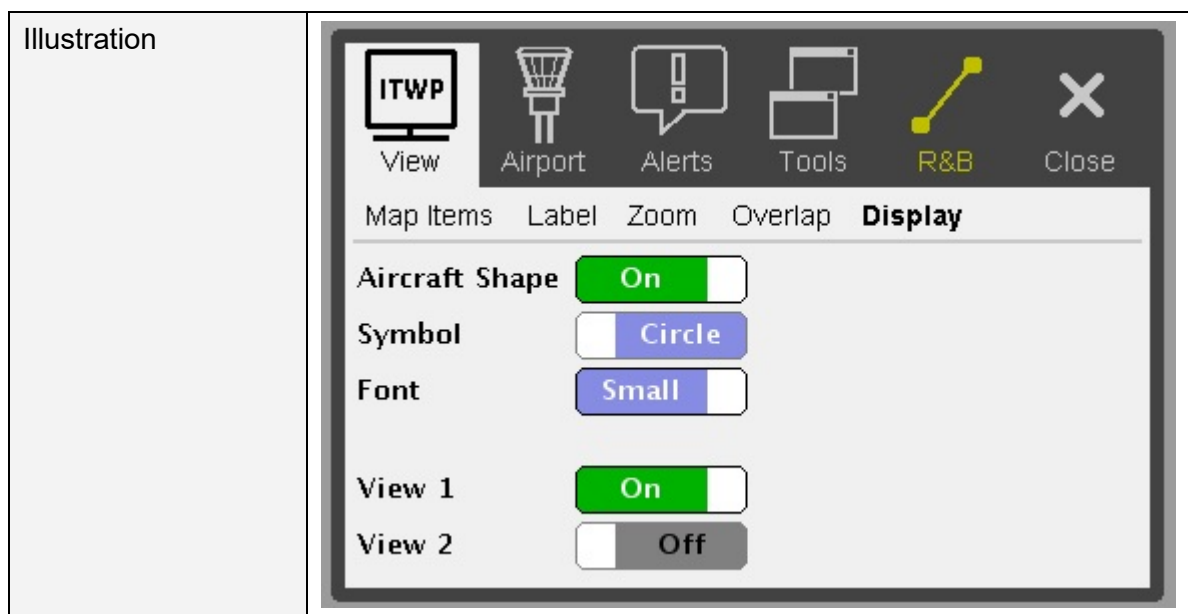 Illustration
ITWP
View Airport Alerts Tools R&B Close
Map Items Label Zoom Overlap Display
Aircraft Shape On
Symbol Circle
Font Small
View 1 On
View 2 Off